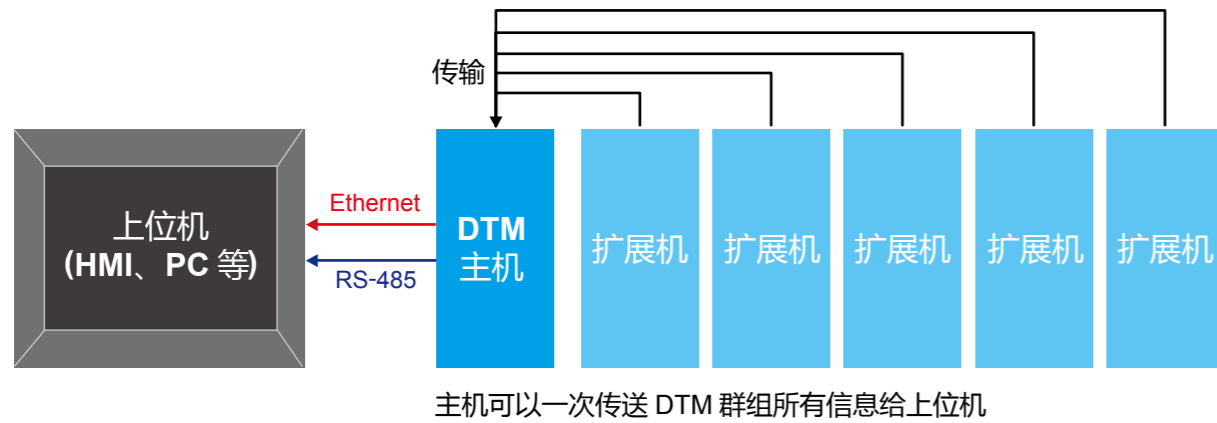 传输
上位机
(HMI、PC 等)
Ethernet
RS-485
DTM
主机
扩展机
扩展机
扩展机
扩展机
扩展机
主机可以一次传送 DTM 群组所有信息给上位机